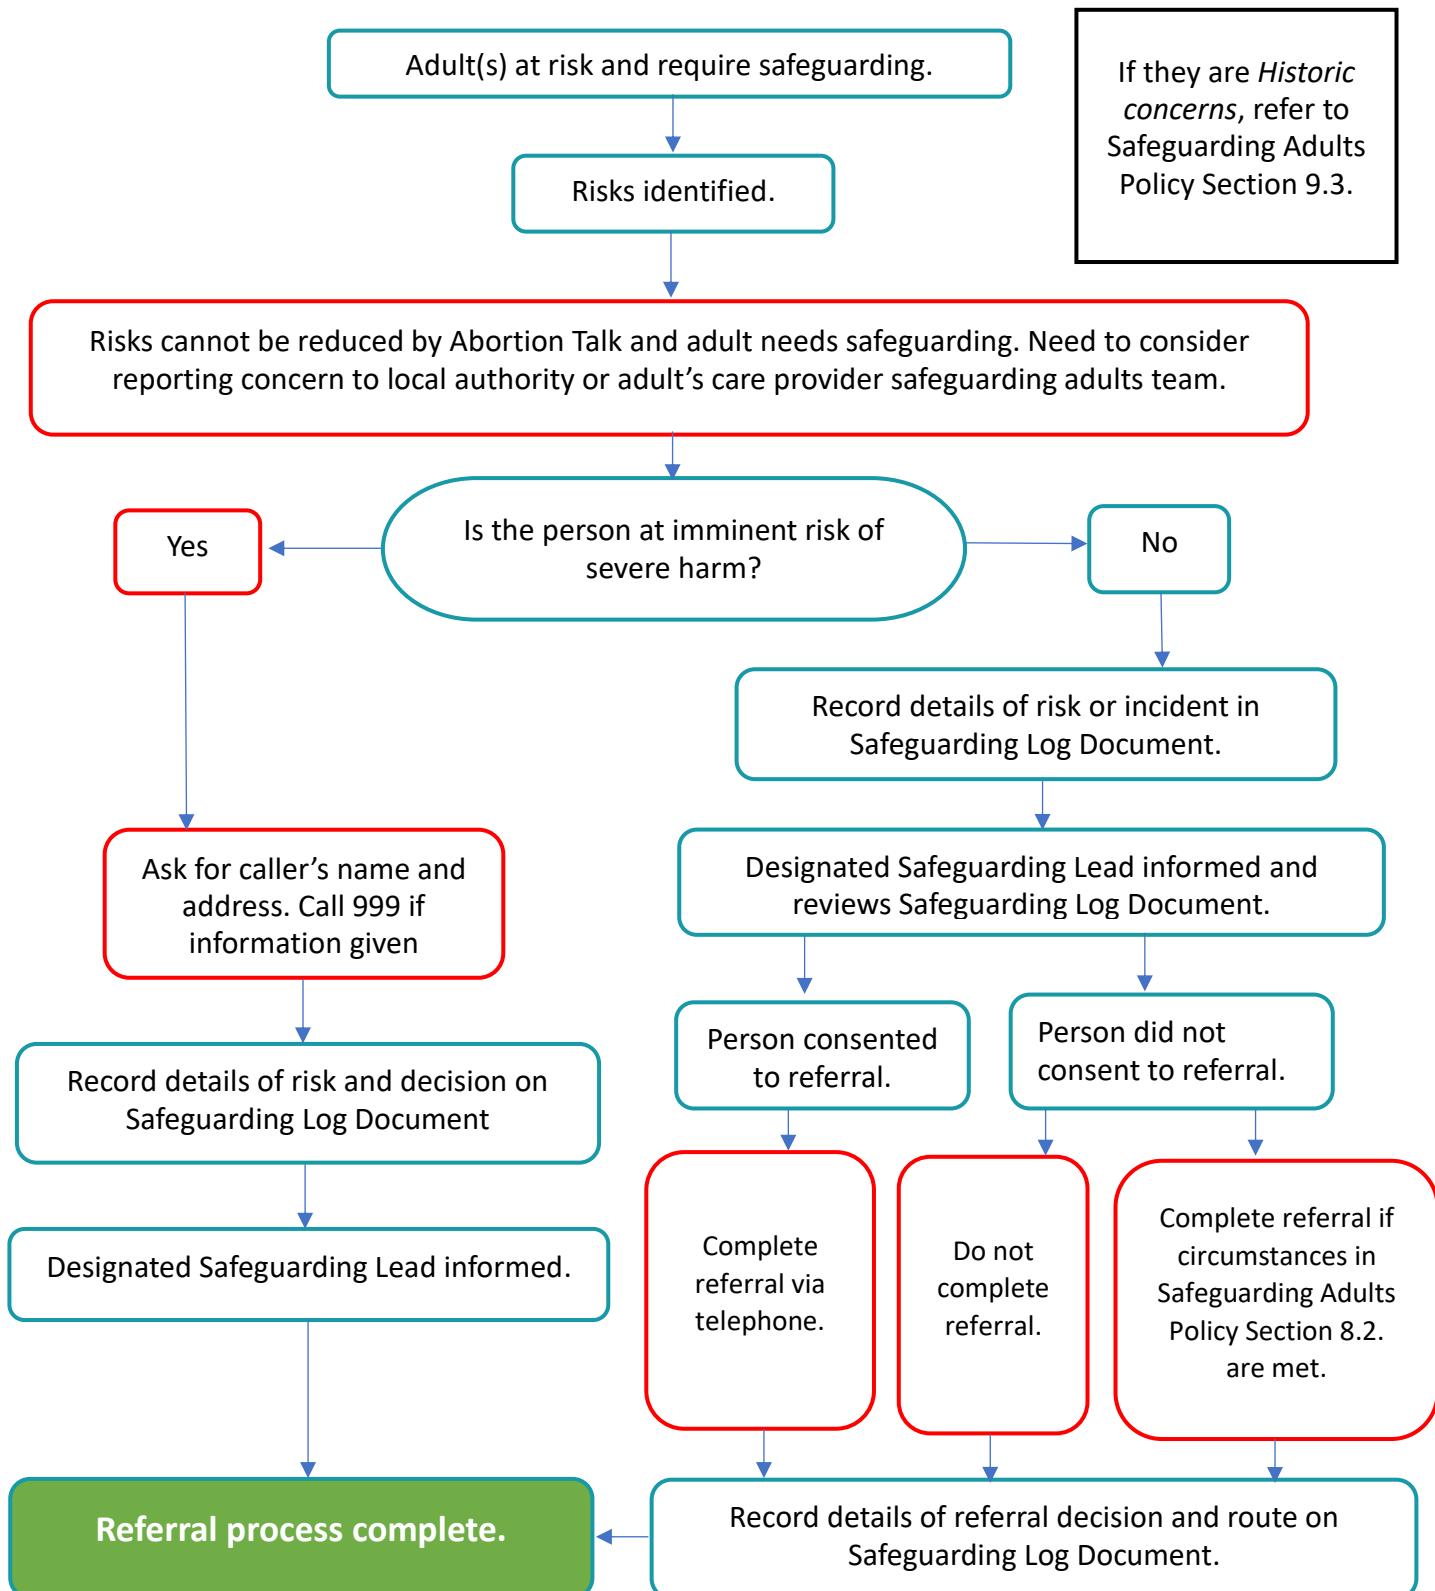 Adult(s) at risk and require safeguarding.
If they are Historic
concerns, refer to
Safeguarding Adults
Policy Section 9.3.
Risks identified.
Risks cannot be reduced by Abortion Talk and adult needs safeguarding. Need to consider
reporting concern to local authority or adult’s care provider safeguarding adults team.
Is the person at imminent risk of
severe harm?
Yes
No
Record details of risk or incident in
Safeguarding Log Document.
Ask for caller’s name and
address. Call 999 if
information given
Designated Safeguarding Lead informed and
reviews Safeguarding Log Document.
Person consented
to referral.
Person did not
consent to referral.
Record details of risk and decision on
Safeguarding Log Document
Designated Safeguarding Lead informed.
Complete
referral via
telephone.
Do not
complete
referral.
Complete referral if
circumstances in
Safeguarding Adults
Policy Section 8.2.
are met.
Referral process complete.
Record details of referral decision and route on
Safeguarding Log Document.